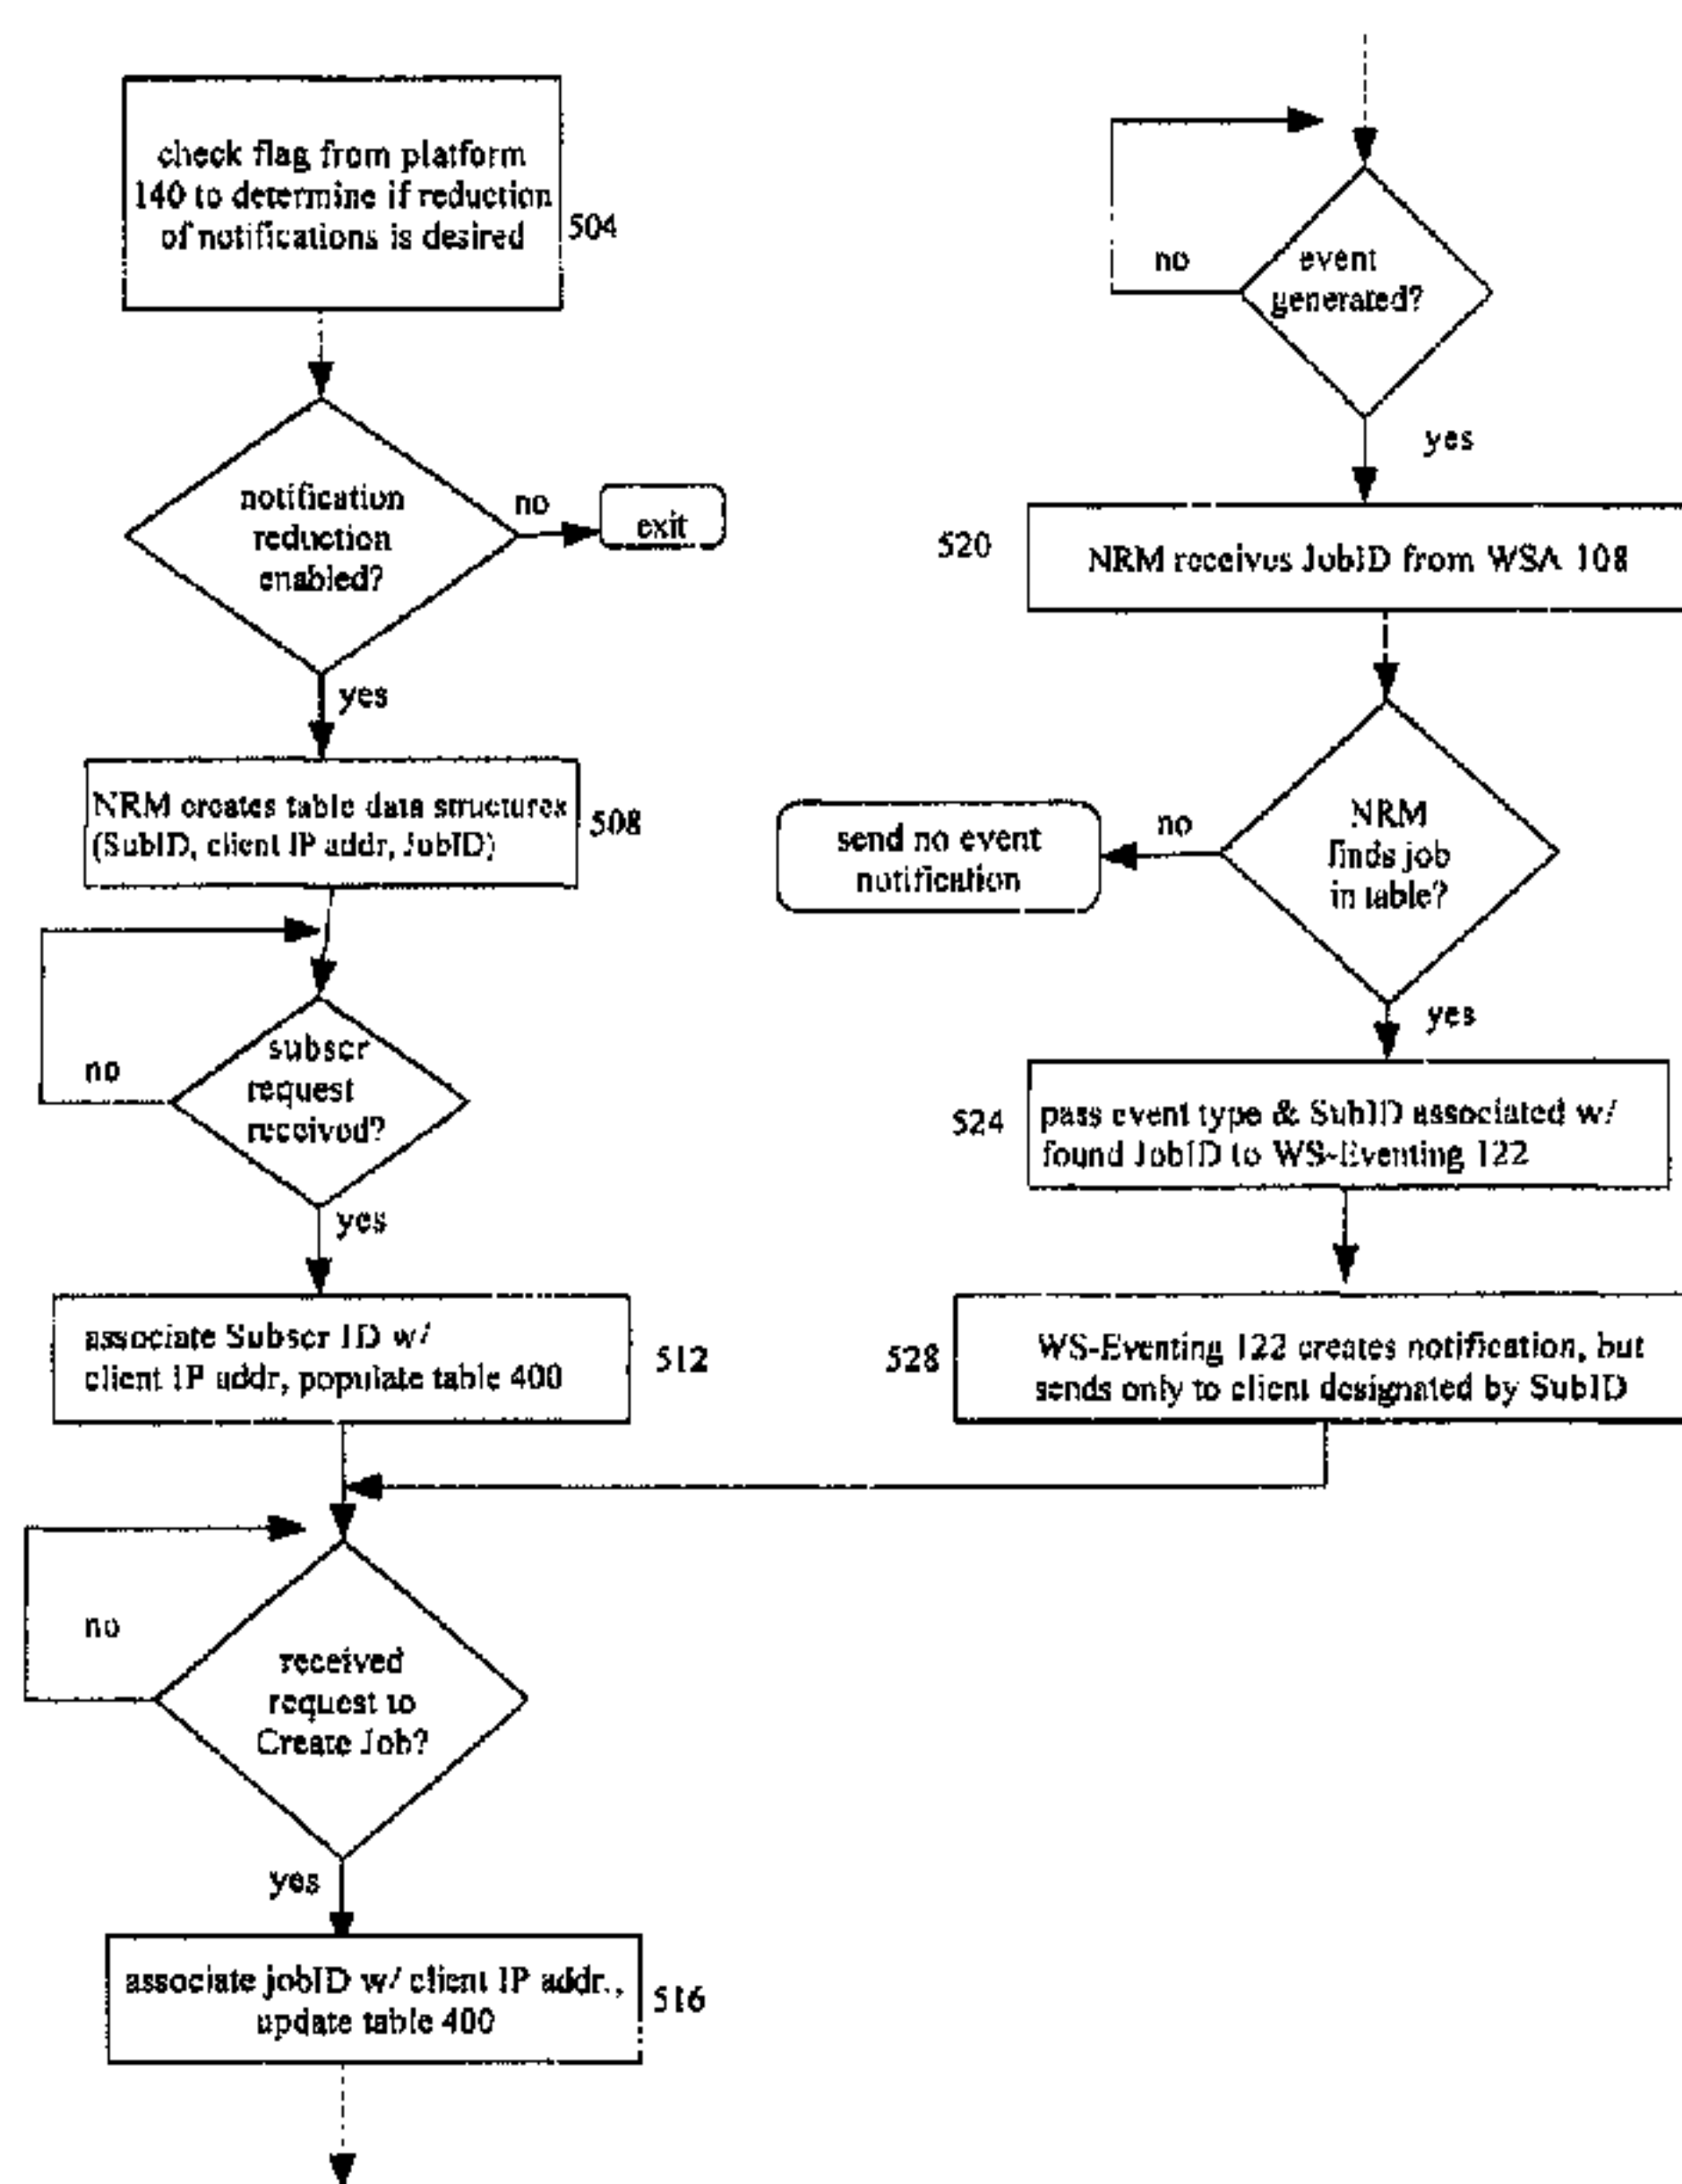 check flag from platform
140 to determine if reduction
of notifications is desired
504
notification
reduction
enabled?
no
exit
yes
NRM creates table data structures
(SubID, client IP addr, JobID)
508
subscr
request
received?
no
yes
associate Subscr ID w/
client IP addr, populate table 400
512
received
request to
Create Job?
no
yes
associate jobID w/ client IP addr.,
update table 400
516
event
generated?
no
yes
520
NRM receives JobID from WSA 108
NRM
finds job
in table?
no
send no event
notification
yes
524
pass event type & SubID associated w/
found JobID to WS-Eventing 122
528
WS-Eventing 122 creates notification, but
sends only to client designated by SubID